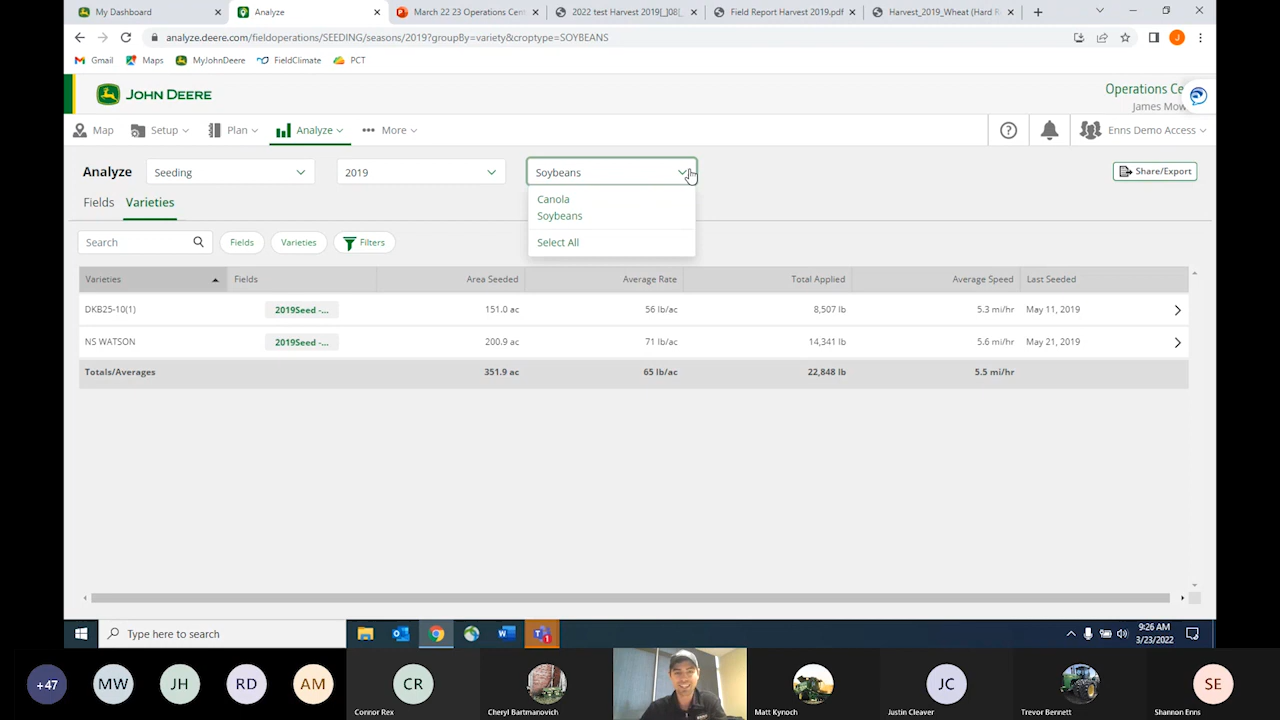 My Dashboard
Analyze
March 22 23 Operations Cent
2022 test Harvest 2019[_]08[_
Field Report Harvest 2019.pdf
Harvest_2019_Wheat (Hard R
analyze.deere.com/fieldoperations/SEEDING/seasons/2019?groupBy=variety&croptype=SOYBEANS
J
Gmail
Maps
MyJohnDeere
FieldClimate
PCT
JOHN DEERE
Operations Ce
James Mow
Map
Setup
Plan
Analyze
More
Enns Demo Access
Analyze
Seeding
2019
Soybeans
Share/Export
Canola
Soybeans
Select All
Fields
Varieties
Search
Fields
Varieties
Filters
Varieties Fields Area Seeded Average Rate Total Applied Average Speed Last Seeded
DKB25-10(1) 2019Seed -... 151.0 ac 56 lb/ac 8,507 lb 5.3 mi/hr May 11, 2019
NS WATSON 2019Seed -... 200.9 ac 71 lb/ac 14,341 lb 5.6 mi/hr May 21, 2019
Totals/Averages 351.9 ac 65 lb/ac 22,848 lb 5.5 mi/hr
Type here to search
9:26 AM
3/23/2022
+47
MW
JH
RD
AM
CR
Connor Rex
Cheryl Bartmanovich
Matt Kynoch
JC
Justin Cleaver
Trevor Bennett
SE
Shannon Enns